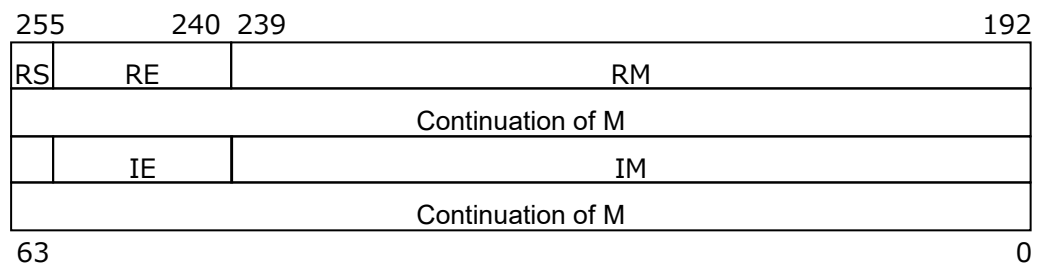 255 240 239 192
RS RE RM
Continuation of M
IE IM
Continuation of M
63 0